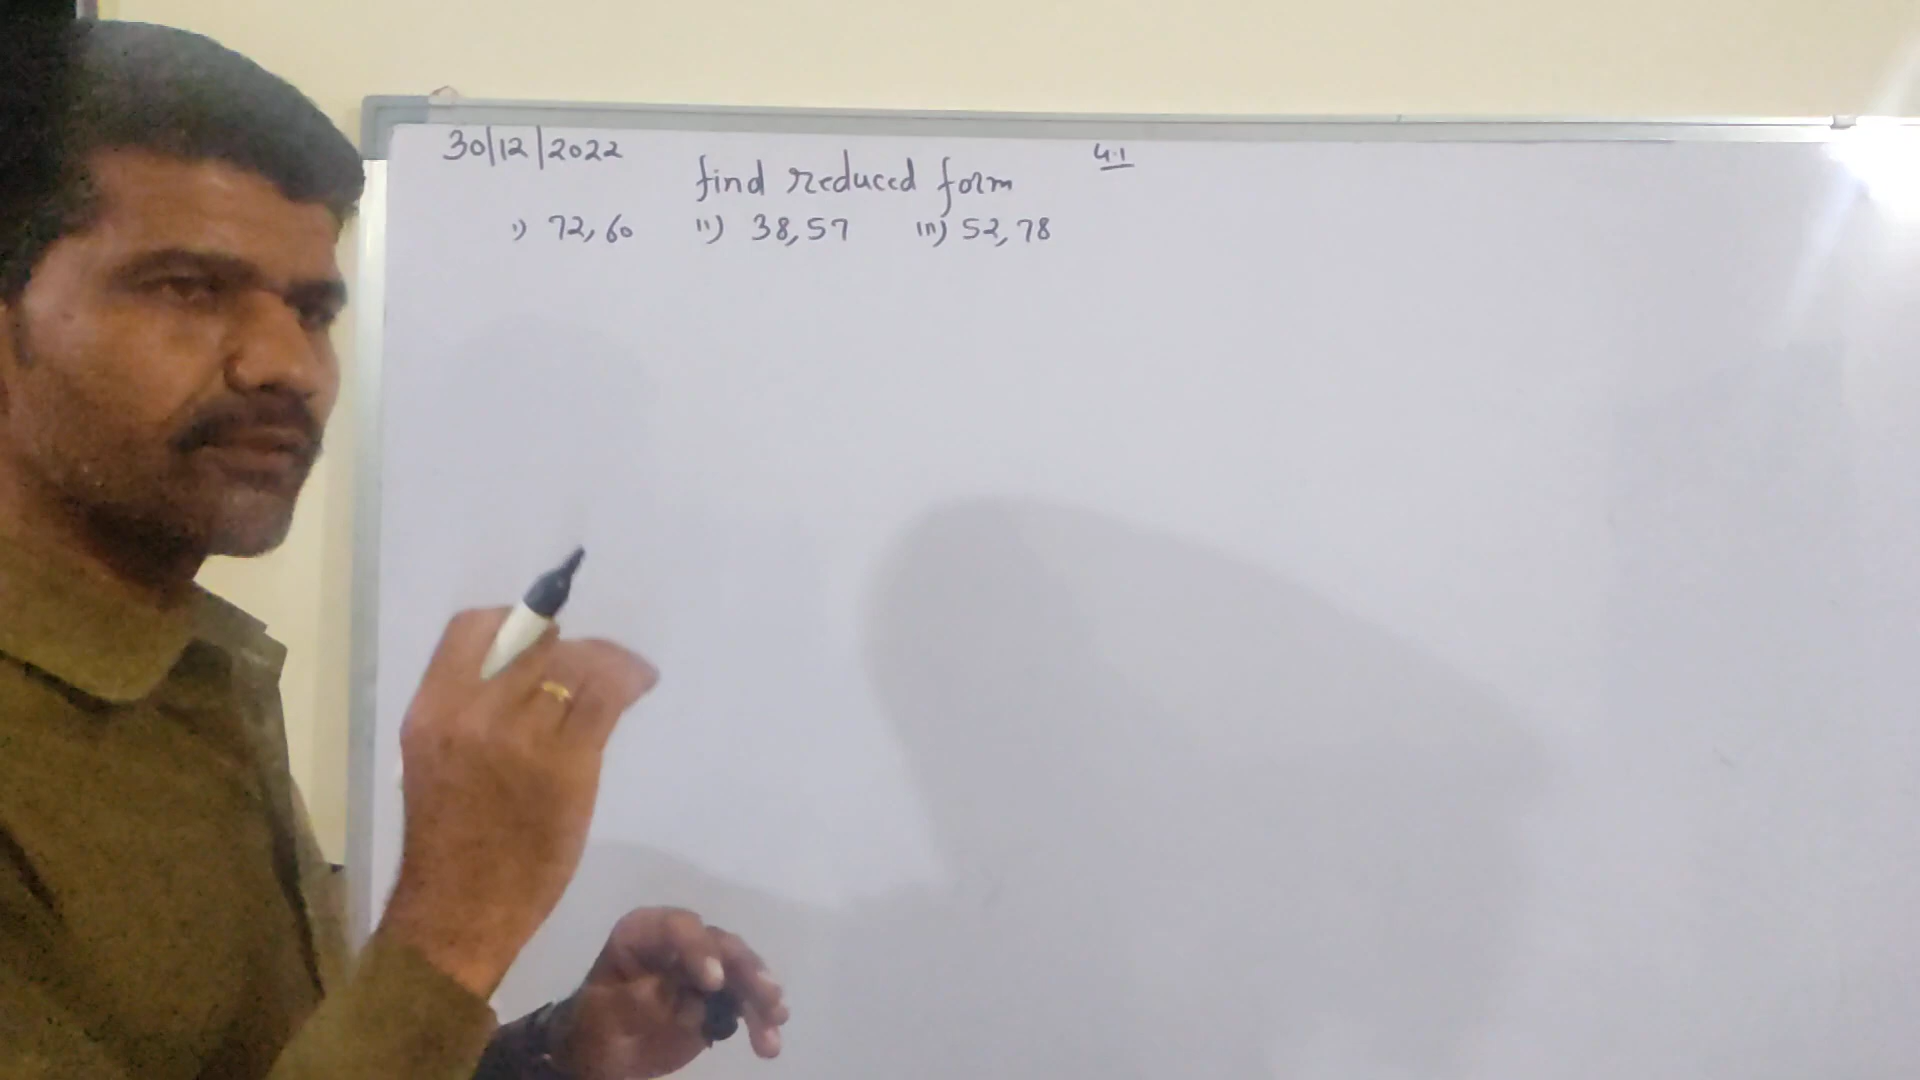 30/12/2022
find reduced form 4.1
i) 72, 60 ii) 38, 57 iii) 52, 78